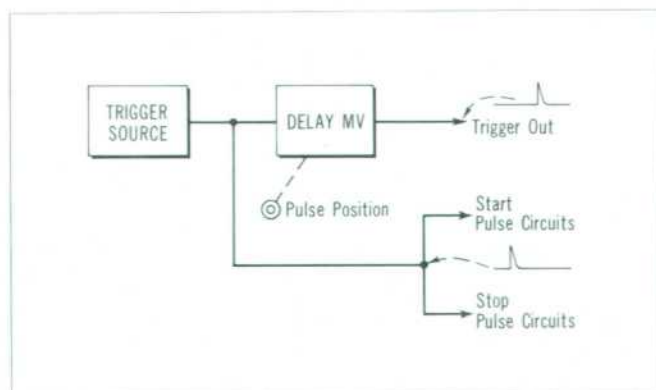 TRIGGER
SOURCE
DELAY MV
Trigger Out
Pulse Position
Start
Pulse Circuits
Stop
Pulse Circuits